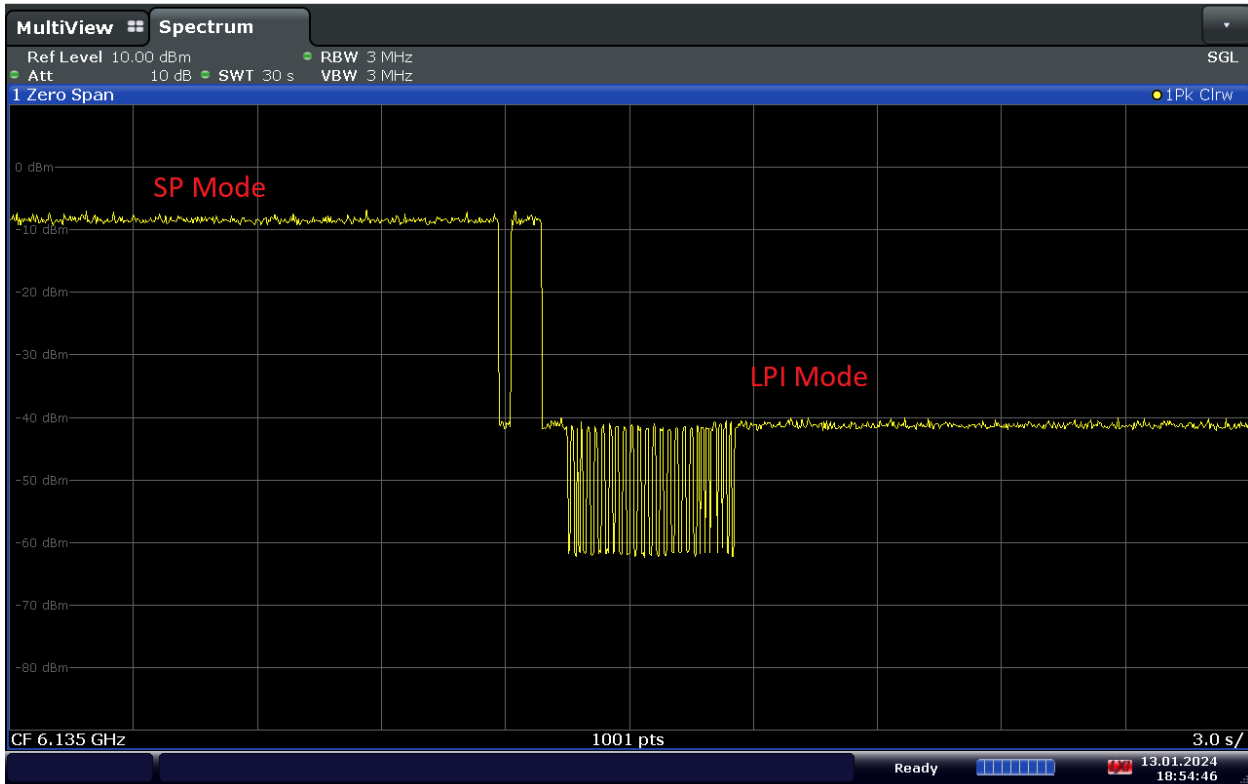 MultiView Spectrum
Ref Level 10.00 dBm RBW 3 MHz SGL
Att 10 dB SWT 30 s VBW 3 MHz
1 Zero Span 1Pk Clrw
0 dBm
SP Mode
-10 dBm
-20 dBm
-30 dBm
LPI Mode
-40 dBm
-50 dBm
-60 dBm
-70 dBm
-80 dBm
CF 6.135 GHz 1001 pts 3.0 s/
Ready 13.01.2024
18:54:46